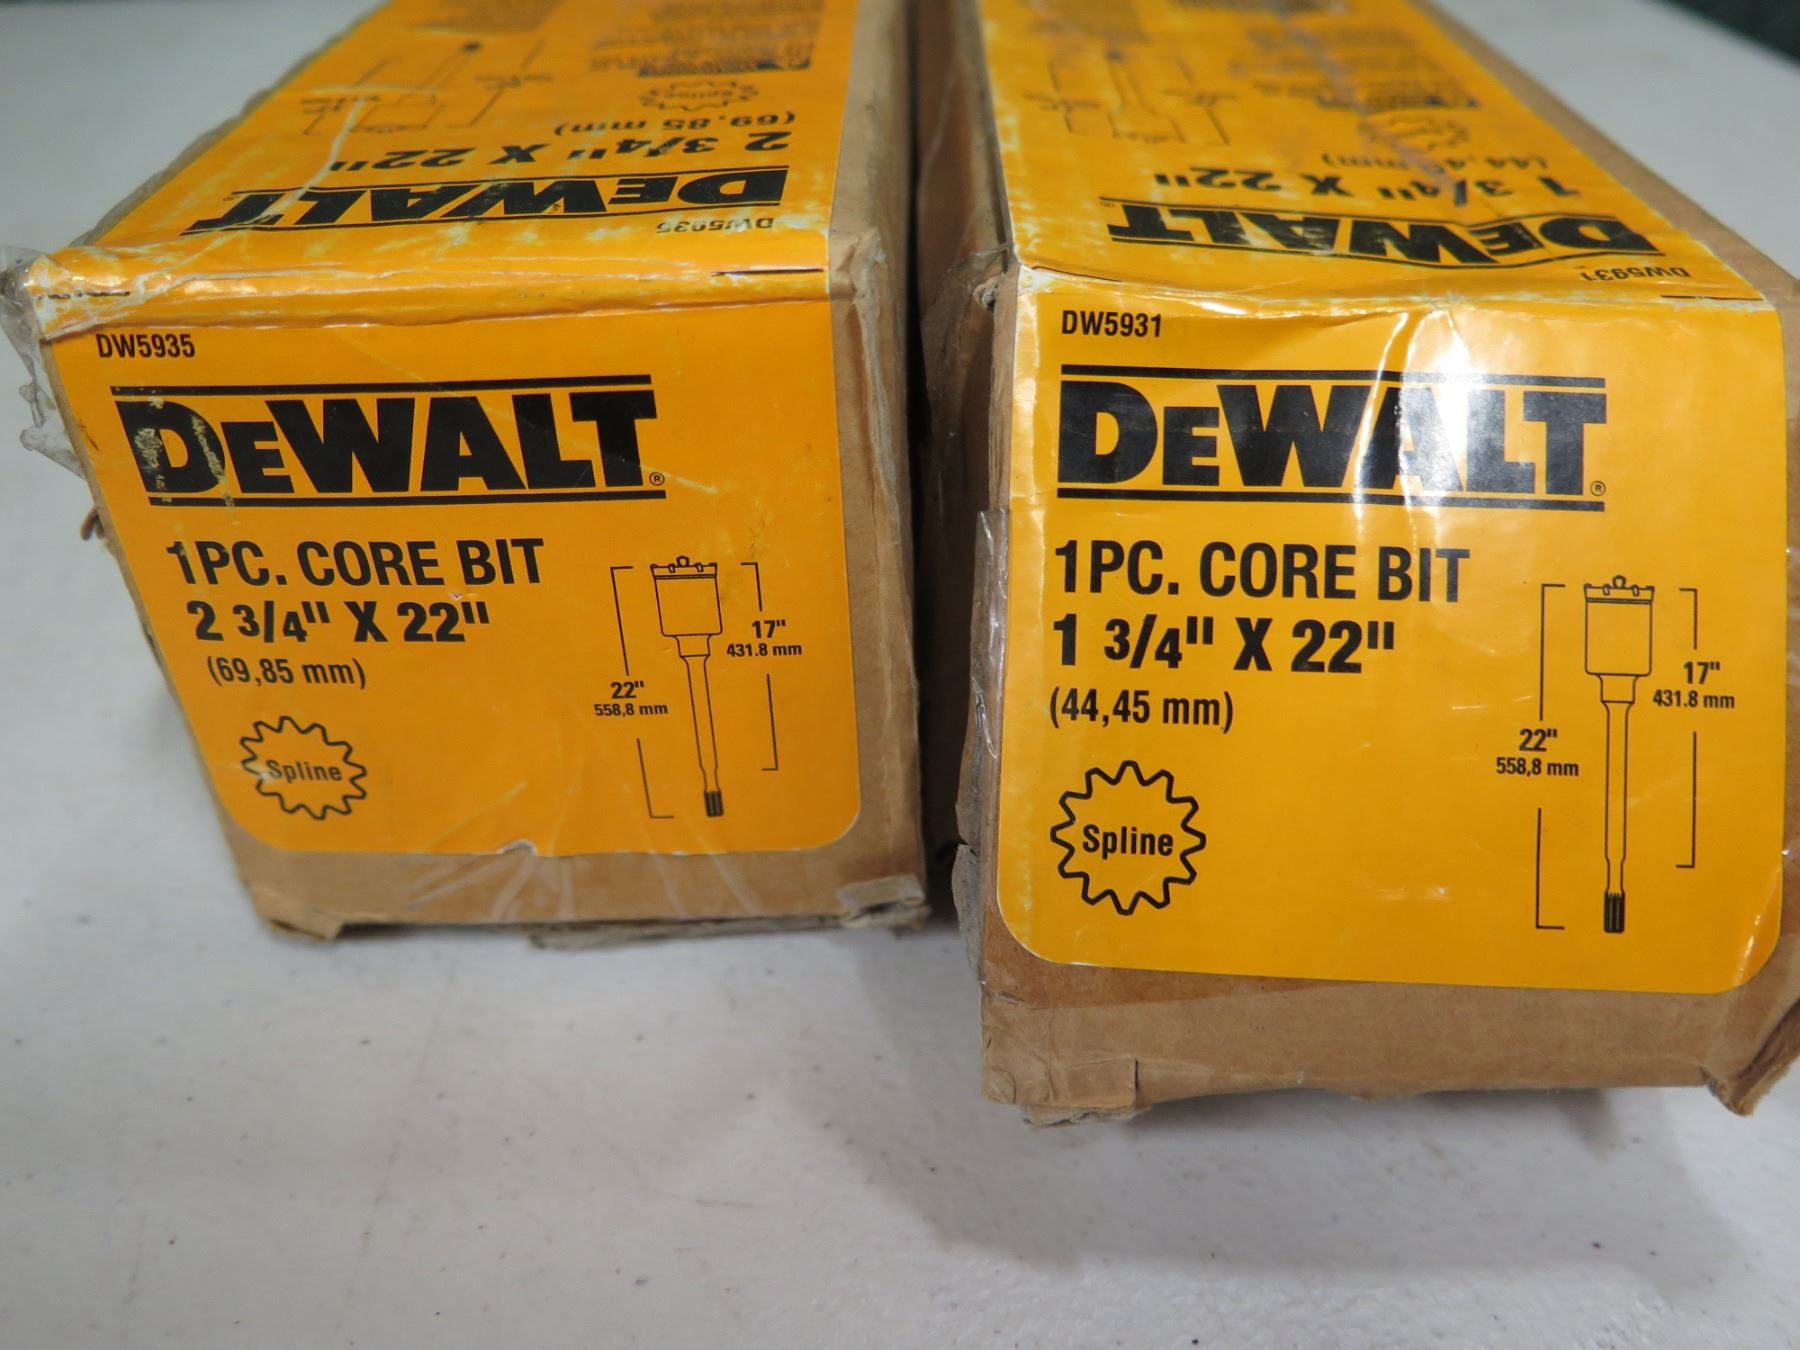 (69,85 mm)
2 3/4" X 22"
DEWALT
DW5935
DW5935
DEWALT®
1PC. CORE BIT
2 3/4" X 22"
(69,85 mm)
Spline
22"
558,8 mm
17"
431.8 mm
1 3/4" X 22"
DEWALT
DW5931
DW5931
DEWALT®
1PC. CORE BIT
1 3/4" X 22"
(44,45 mm)
Spline
22"
558,8 mm
17"
431.8 mm